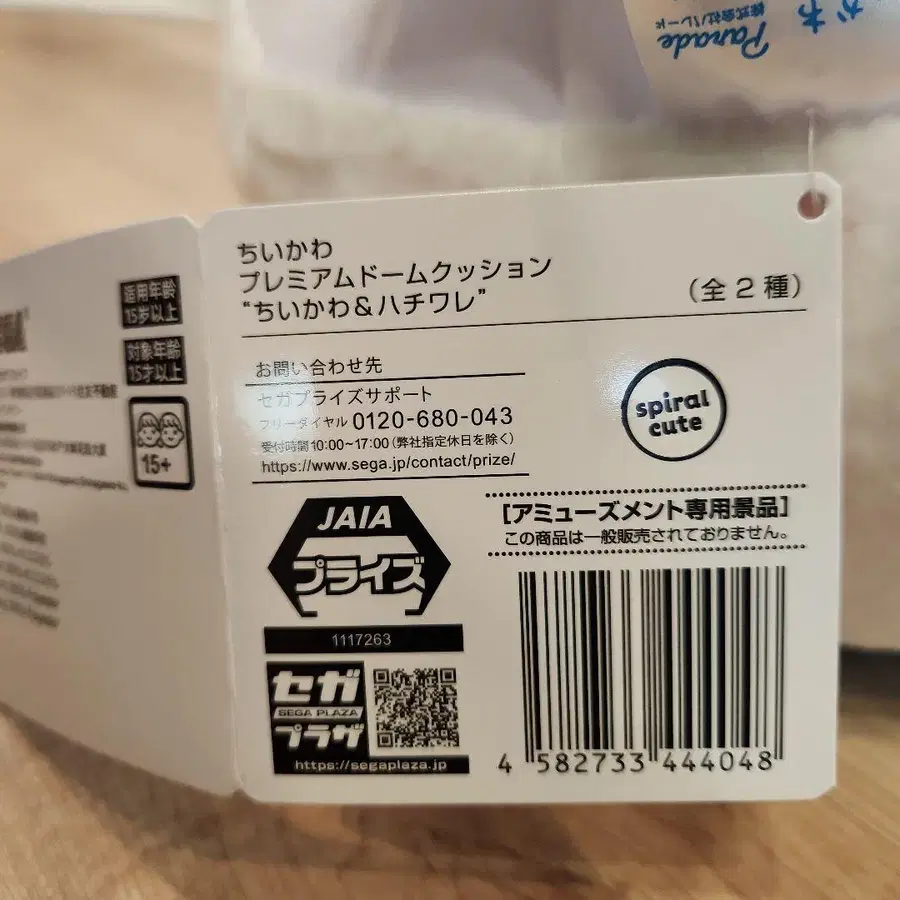 Parade
株式会社パレード
適用年龄
15岁以上
対象年齢
15才以上
15+
ちいかわ
プレミアムドームクッション
“ちいかわ＆ハチワレ”
（全２種）
お問い合わせ先
セガプライズサポート
フリーダイヤル 0120-680-043
受付時間10:00～17:00（弊社指定休日を除く）
https://www.sega.jp/contact/prize/
spiral
cute
JAIA
プライズ
［アミューズメント専用景品］
この商品は一般販売されておりません。
1117263
セガ
SEGA PLAZA
プラザ
https://segaplaza.jp
4 582733 444048